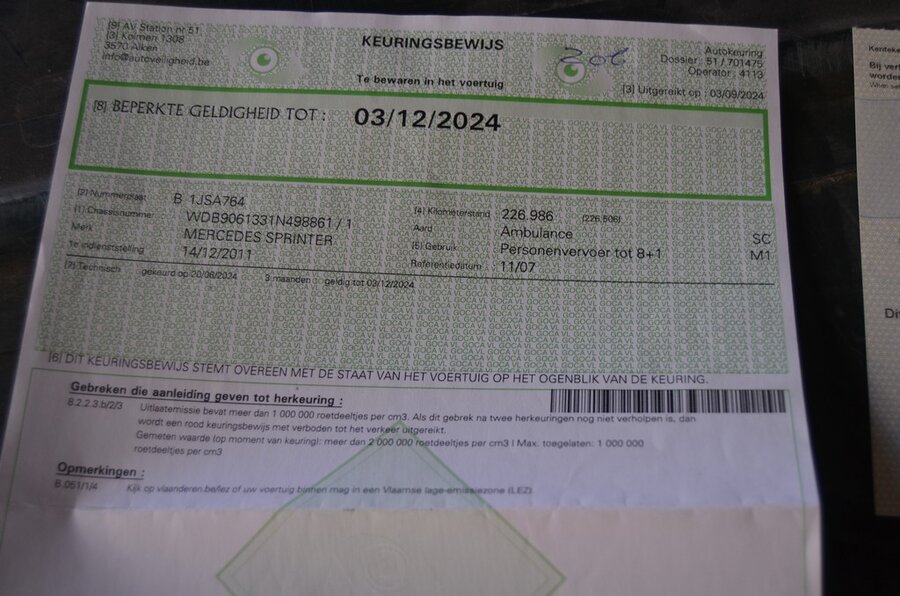 [9] AV Station nr 51
[3] Kolmen 1308
3570 Alken
info@autoveiligheid.be
KEURINGSBEWIJS
Te bewaren in het voertuig
206
Autokeuring
Dossier : 51 / 701475
Operator : 4113
[3] Uitgereikt op : 03/09/2024
[8] BEPERKTE GELDIGHEID TOT : 03/12/2024
[2] Nummerplaat B 1JSA764
[1] Chassisnummer WDB9061331N498861 / 1
Merk MERCEDES SPRINTER
1e indienststelling 14/12/2011
[4] Kilometerstand 226.986 (226.506)
Aard Ambulance SC
[5] Gebruik Personenvervoer tot 8+1 M1
Referentiedatum 11/07
[7] Technisch gekeurd op 20/06/2024 3 maanden geldig tot 03/12/2024
[6] DIT KEURINGSBEWIJS STEMT OVEREEN MET DE STAAT VAN HET VOERTUIG OP HET OGENBLIK VAN DE KEURING.
Gebreken die aanleiding geven tot herkeuring :
8.2.2.3.b/2/3 Uitlaatemissie bevat meer dan 1 000 000 roetdeeltjes per cm3. Als dit gebrek na twee herkeuringen nog niet verholpen is, dan
wordt een rood keuringsbewijs met verboden tot het verkeer uitgereikt.
Gemeten waarde (op moment van keuring): meer dan 2 000 000 roetdeeltjes per cm3 | Max. toegelaten: 1 000 000
roetdeeltjes per cm3
Opmerkingen :
B.051/1/4 Kijk op vlaanderen.be/lez of uw voertuig binnen mag in een Vlaamse lage-emissiezone (LEZ)
Bij